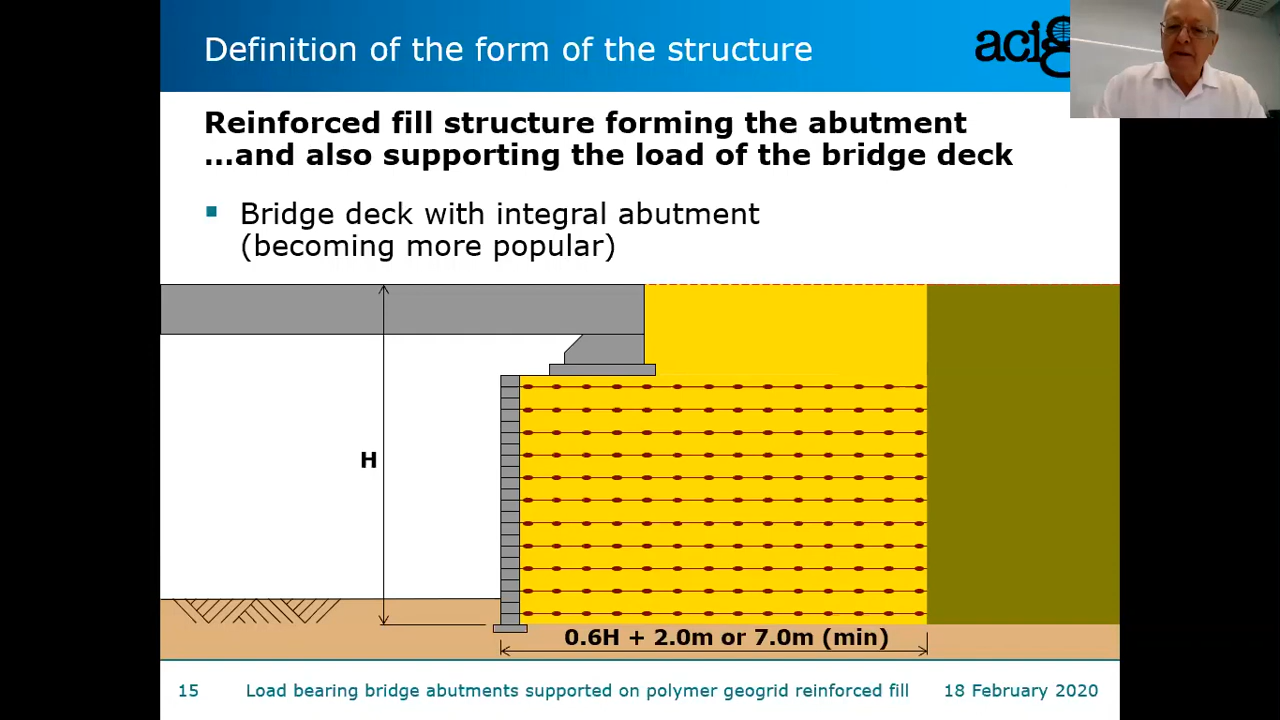 Definition of the form of the structure
acig
Reinforced fill structure forming the abutment
...and also supporting the load of the bridge deck
▪ Bridge deck with integral abutment
(becoming more popular)
H
0.6H + 2.0m or 7.0m (min)
15 Load bearing bridge abutments supported on polymer geogrid reinforced fill 18 February 2020